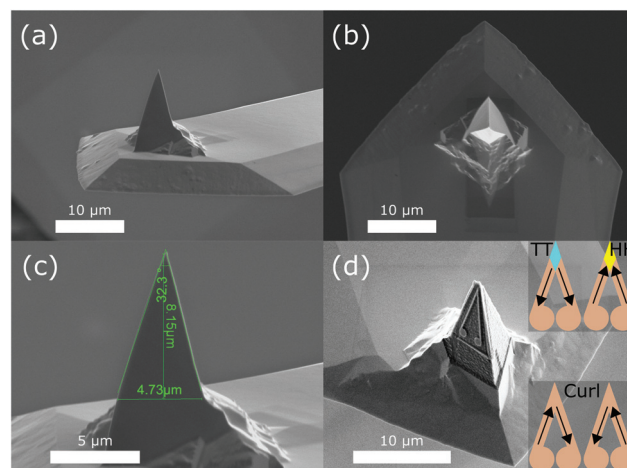 (a)
10 µm
(b)
10 µm
(c)
32.3°
8.15µm
4.73µm
5 µm
(d)
10 µm
TT
HH
Curl